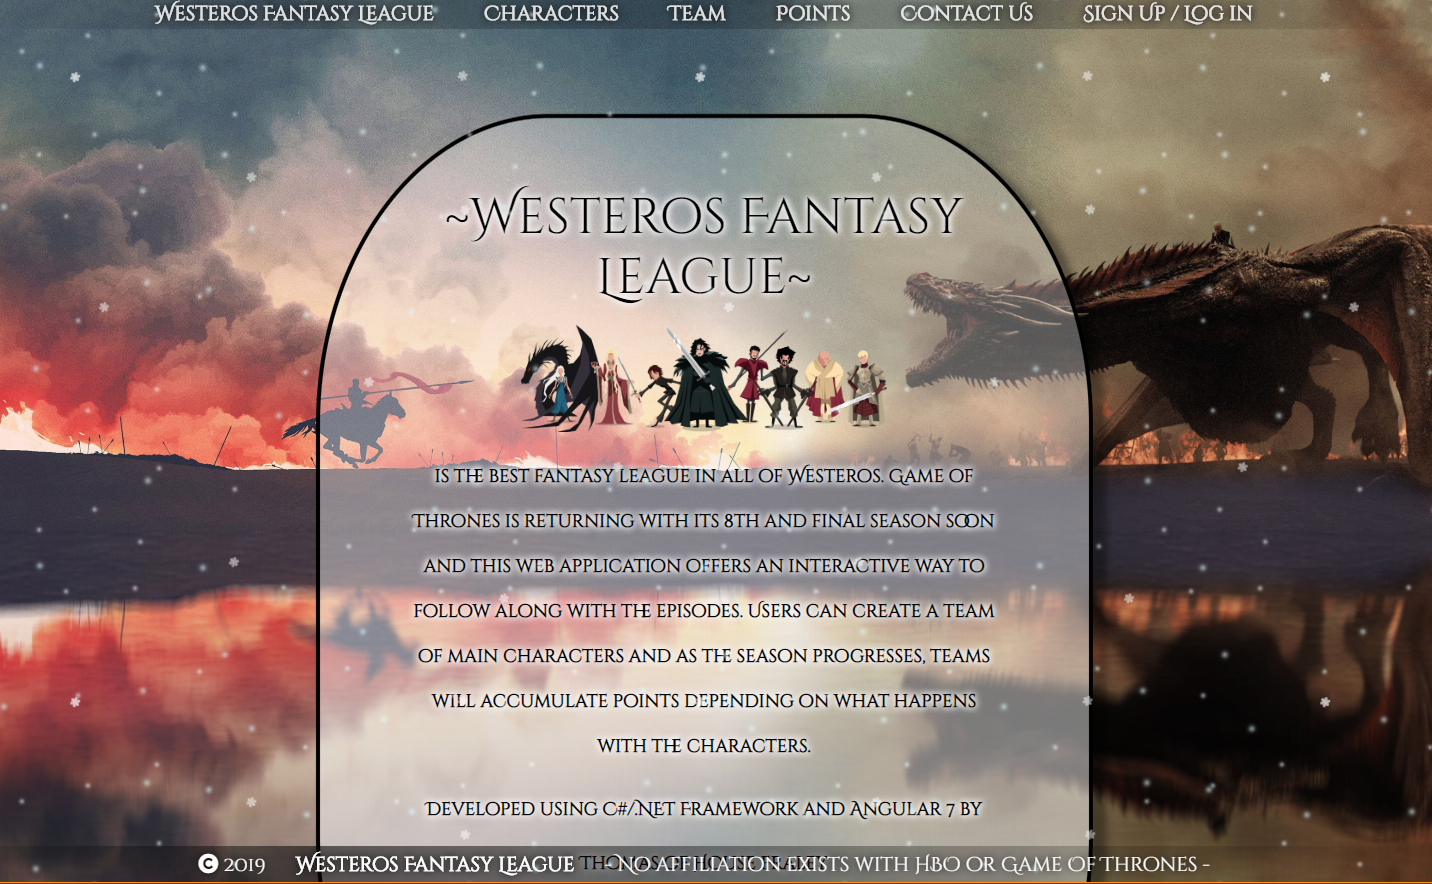 Westeros Fantasy League Characters Team Points Contact Us Sign Up / Log in
~Westeros Fantasy
League~
is the best fantasy league in all of Westeros. Game of
Thrones is returning with its 8th and final season soon
and this web application offers an interactive way to
follow along with the episodes. Users can create a team
of main characters and as the season progresses, teams
will accumulate points depending on what happens
with the characters.
Developed using C#/.NET Framework and Angular 7 by
© 2019 Westeros Fantasy League - No affiliation exists with HBO or Game Of Thrones -